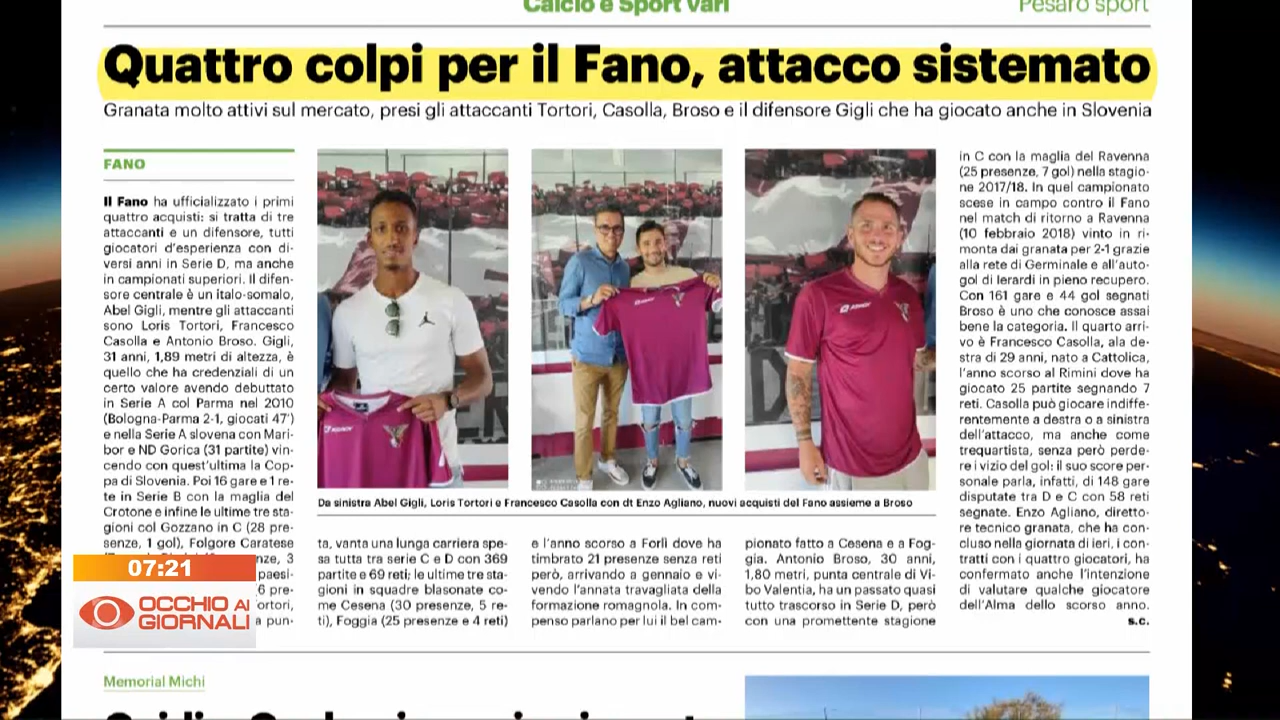 Calcio e Sport vari
Pesaro sport
Quattro colpi per il Fano, attacco sistemato
Granata molto attivi sul mercato, presi gli attaccanti Tortori, Casolla, Broso e il difensore Gigli che ha giocato anche in Slovenia
FANO
Il Fano ha ufficializzato i primi
quattro acquisti: si tratta di tre
attaccanti e un difensore, tutti
giocatori d'esperienza con di-
versi anni in Serie D, ma anche
in campionati superiori. Il difen-
sore centrale è un italo-somalo,
Abel Gigli, mentre gli attaccanti
sono Loris Tortori, Francesco
Casolla e Antonio Broso. Gigli,
31 anni, 1,89 metri di altezza, è
quello che ha credenziali di un
certo valore avendo debuttato
in Serie A col Parma nel 2010
(Bologna-Parma 2-1, giocati 47')
e nella Serie A slovena con Mari-
bor e ND Gorica (31 partite) vin-
cendo con quest'ultima la Cop-
pa di Slovenia. Poi 16 gare e 1 re-
te in Serie B con la maglia del
Crotone e infine le ultime tre sta-
gioni col Gozzano in C (28 pre-
senze, 1 gol), Folgore Caratese
nze, 3
paesi-
6 pre-
ortori,
a pun-
Da sinistra Abel Gigli, Loris Tortori e Francesco Casolla con dt Enzo Agliano, nuovi acquisti del Fano assieme a Broso
ta, vanta una lunga carriera spe-
sa tutta tra serie C e D con 369
partite e 69 reti; le ultime tre sta-
gioni in squadre blasonate co-
me Cesena (30 presenze, 5 re-
ti), Foggia (25 presenze e 4 reti)
e l'anno scorso a Forlì dove ha
timbrato 21 presenze senza reti
però, arrivando a gennaio e vi-
vendo l'annata travagliata della
formazione romagnola. In com-
penso parlano per lui il bel cam-
pionato fatto a Cesena e a Fog-
gia. Antonio Broso, 30 anni,
1,80 metri, punta centrale di Vi-
bo Valentia, ha un passato quasi
tutto trascorso in Serie D, però
con una promettente stagione
in C con la maglia del Ravenna
(25 presenze, 7 gol) nella stagio-
ne 2017/18. In quel campionato
scese in campo contro il Fano
nel match di ritorno a Ravenna
(10 febbraio 2018) vinto in ri-
monta dai granata per 2-1 grazie
alla rete di Germinale e all'auto-
gol di Ierardi in pieno recupero.
Con 161 gare e 44 gol segnati
Broso è uno che conosce assai
bene la categoria. Il quarto arri-
vo è Francesco Casolla, ala de-
stra di 29 anni, nato a Cattolica,
l'anno scorso al Rimini dove ha
giocato 25 partite segnando 7
reti. Casolla può giocare indiffe-
rentemente a destra o a sinistra
dell'attacco, ma anche come
trequartista, senza però perde-
re i vizio del gol: il suo score per-
sonale parla, infatti, di 148 gare
disputate tra D e C con 58 reti
segnate. Enzo Agliano, diretto-
re tecnico granata, che ha con-
cluso nella giornata di ieri, i con-
tratti con i quattro giocatori, ha
confermato anche l'intenzione
di valutare qualche giocatore
dell'Alma dello scorso anno.
s.c.
07:21
OCCHIO AI
GIORNALI
Memorial Michi